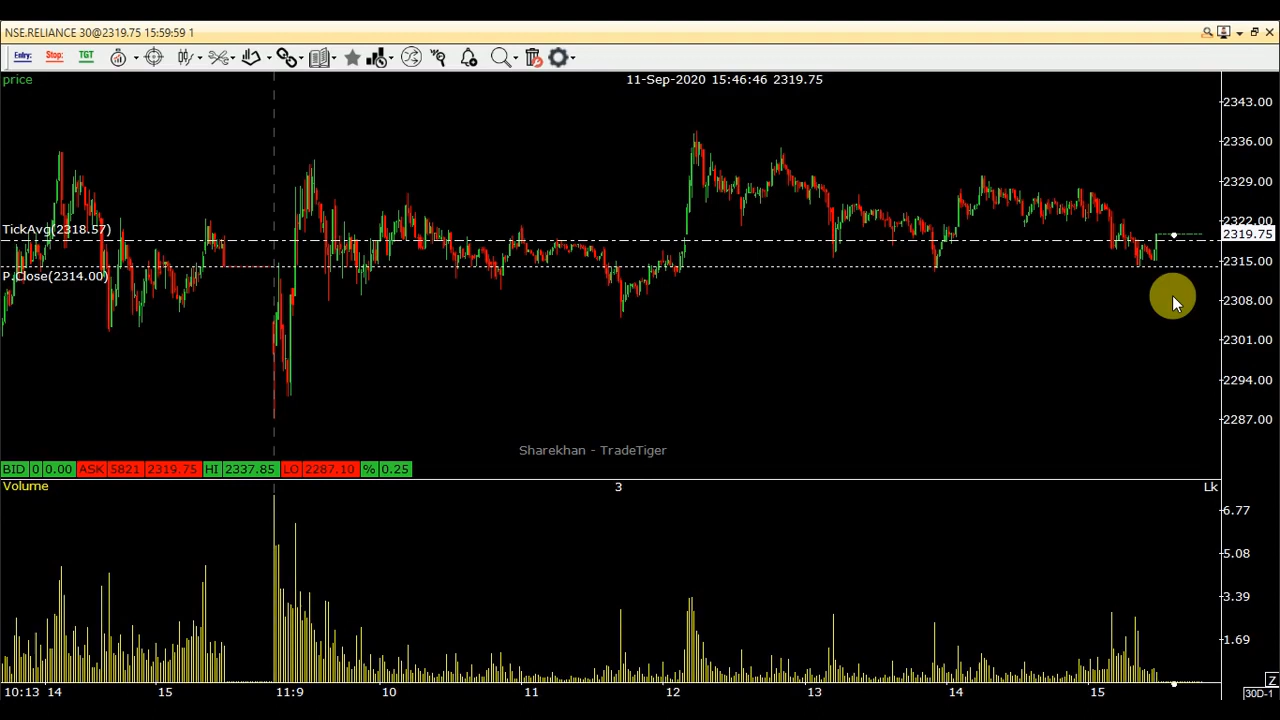 NSE.RELIANCE 30@2319.75 15:59:59 1
Entry: Stop: TGT
price
11-Sep-2020 15:46:46 2319.75
2343.00
2336.00
2329.00
2322.00
TickAvg(2318.57)
2319.75
2315.00
P.Close(2314.00)
2308.00
2301.00
2294.00
2287.00
Sharekhan - TradeTiger
BID 0 0.00 ASK 5821 2319.75 HI 2337.85 LO 2287.10 % 0.25
Volume 3 Lk
6.77
5.08
3.39
1.69
Z
10:13 14 15 11:9 10 11 12 13 14 15 30D-1